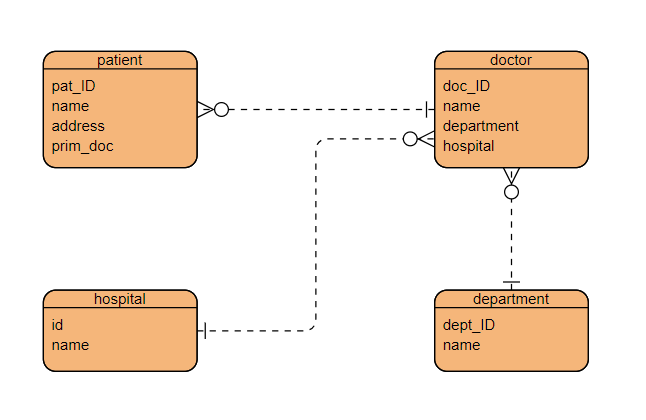 patient
pat_ID
name
address
prim_doc
doctor
doc_ID
name
department
hospital
hospital
id
name
department
dept_ID
name